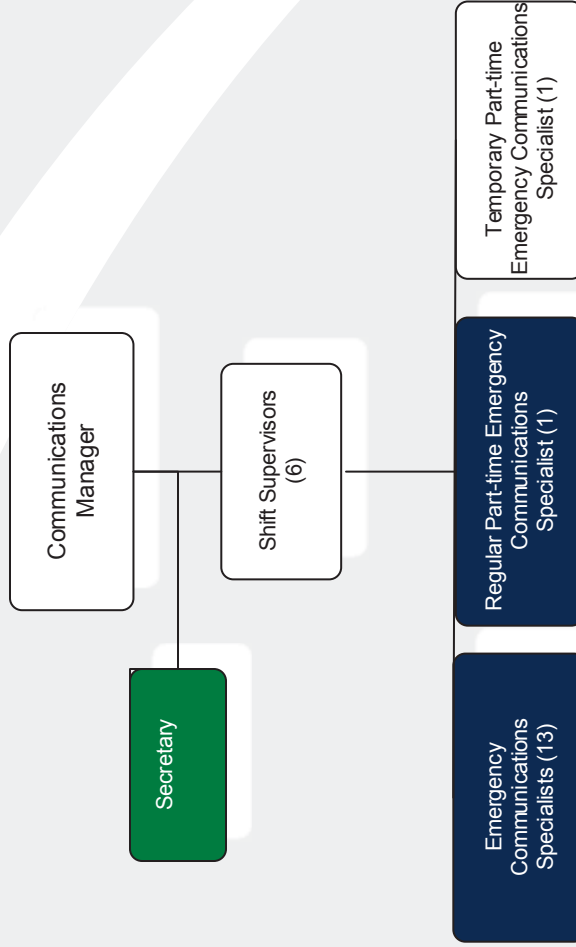 Communications
Manager
Secretary
Shift Supervisors
(6)
Emergency
Communications
Specialists (13)
Regular Part-time Emergency
Communications
Specialist (1)
Temporary Part-time
Emergency Communications
Specialist (1)